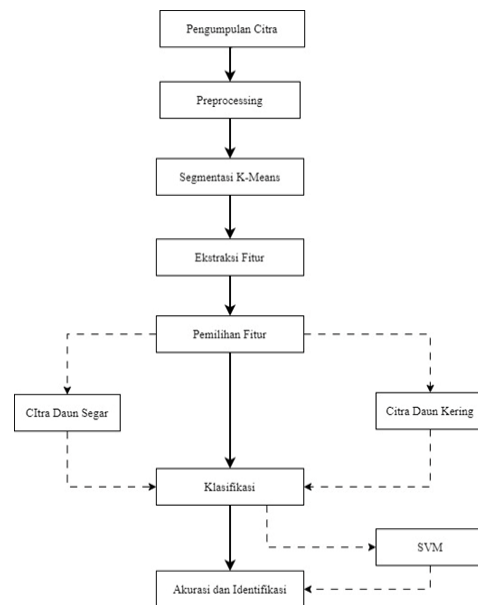 Pengumpulan Citra
Preprocessing
Segmentasi K-Means
Ekstraksi Fitur
Pemilihan Fitur
CItra Daun Segar
Citra Daun Kering
Klasifikasi
SVM
Akurasi dan Identifikasi